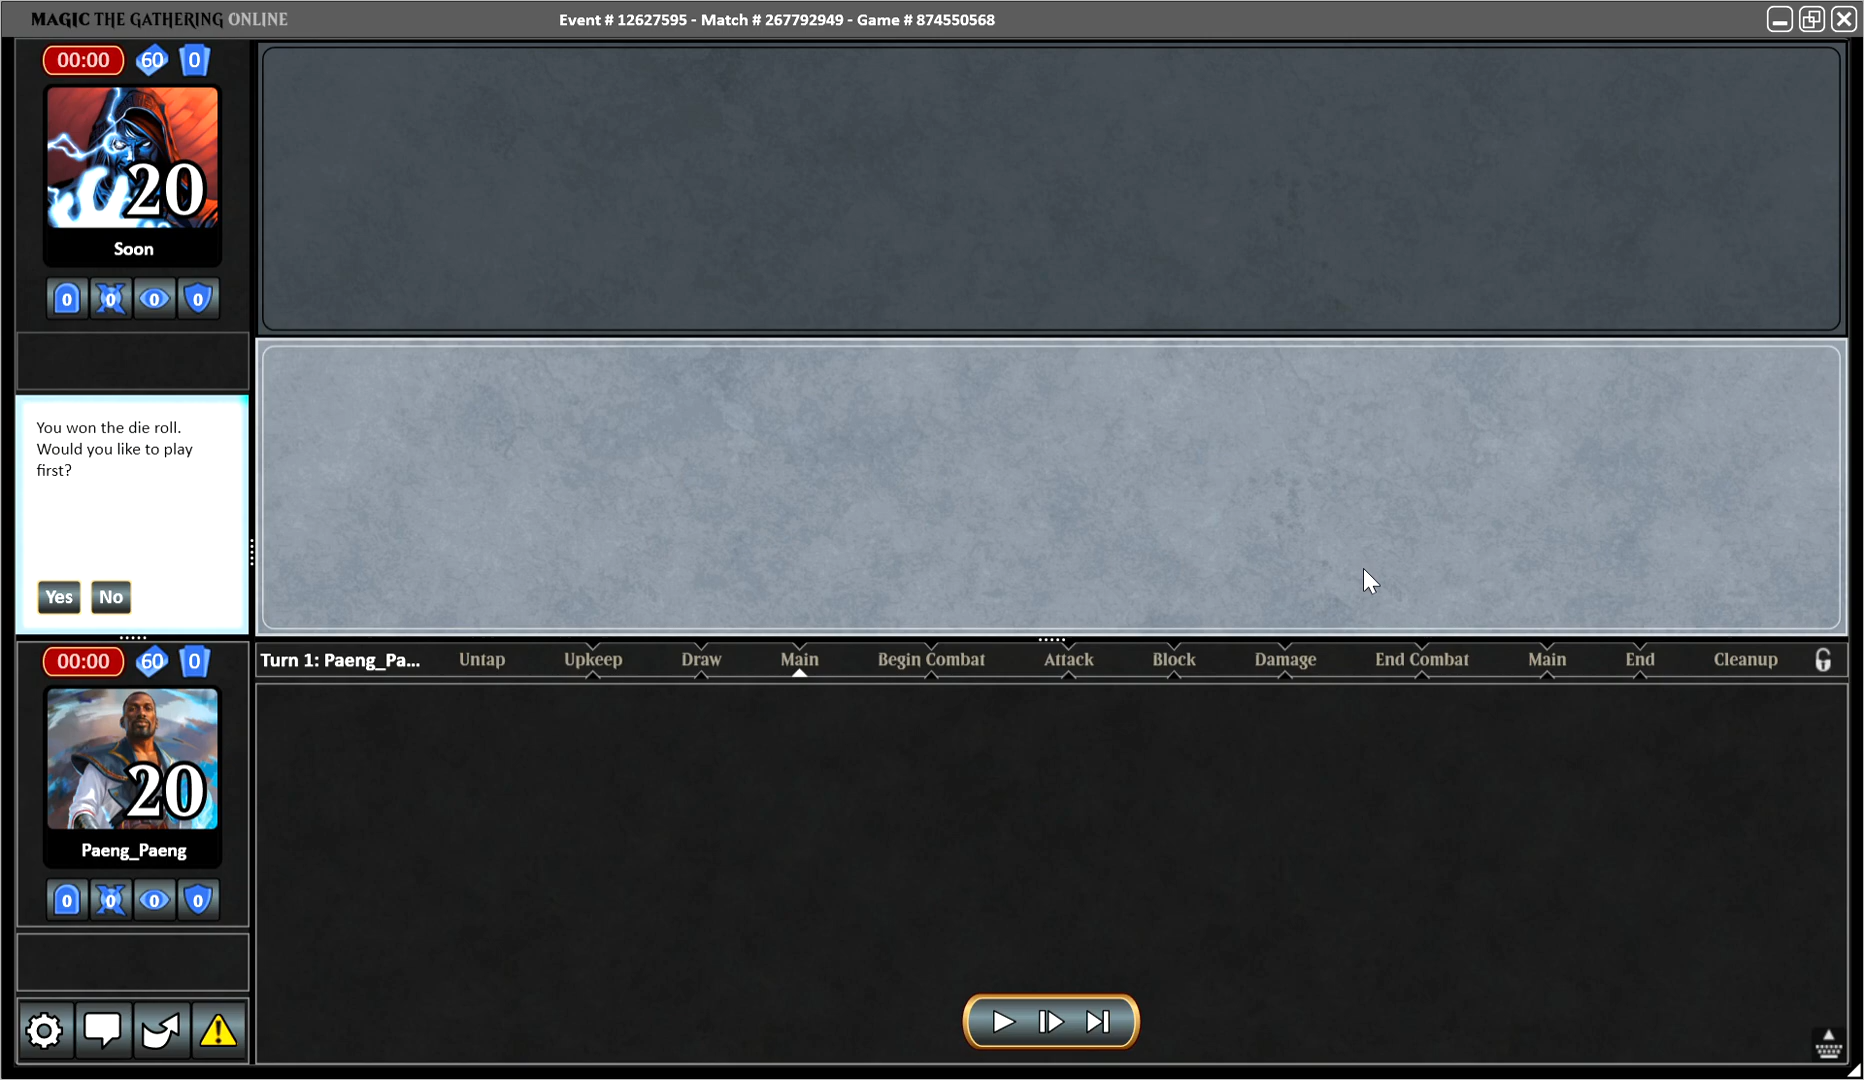 MAGIC THE GATHERING ONLINE
Event # 12627595 - Match # 267792949 - Game # 874550568
00:00 60 0
20
Soon
0 0 0 0
You won the die roll.
Would you like to play
first?
Yes No
00:00 60 0
Turn 1: Paeng_Pa... Untap Upkeep Draw Main Begin Combat Attack Block Damage End Combat Main End Cleanup
20
Paeng_Paeng
0 0 0 0